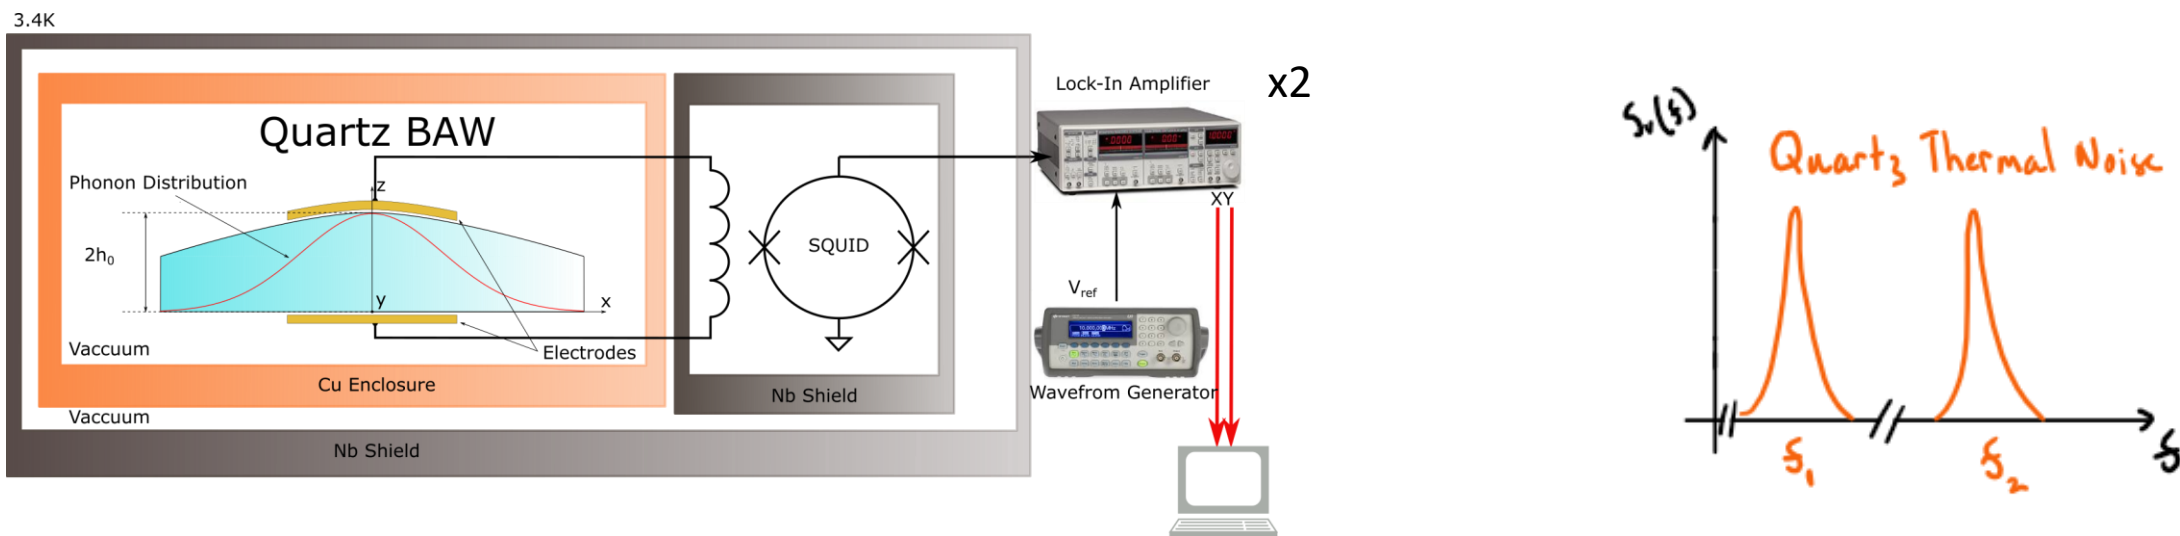 3.4K
Quartz BAW
Phonon Distribution
z
2h0
y
x
Electrodes
Vaccuum
Cu Enclosure
Vaccuum
Nb Shield
SQUID
Nb Shield
Lock-In Amplifier
x2
XY
Vref
Wavefrom Generator
Sv(f)
Quartz Thermal Noise
f1
f2
f